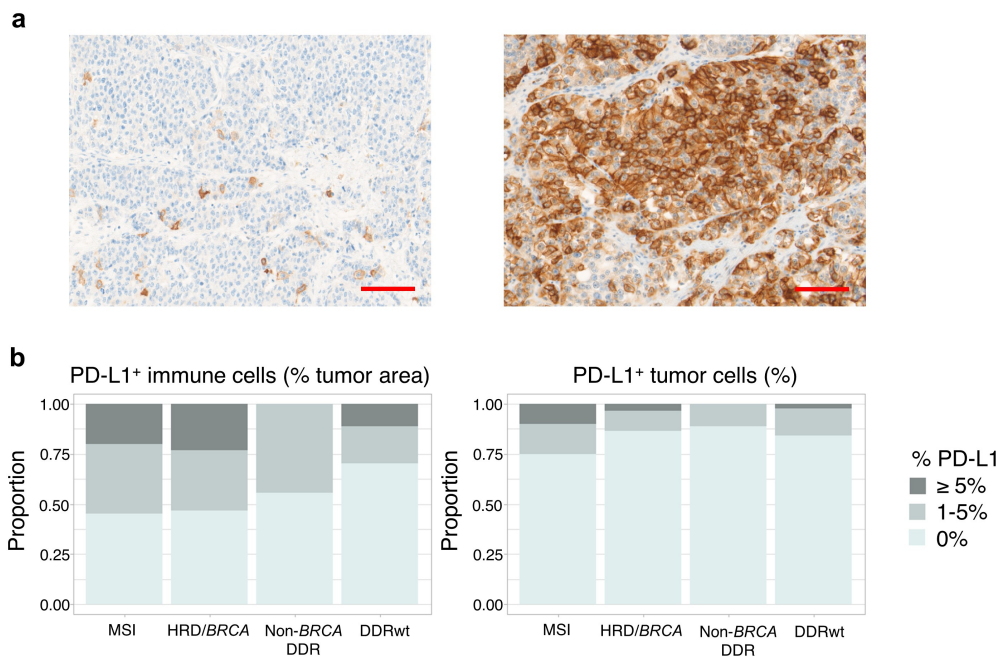 a
b
PD-L1⁺ immune cells (% tumor area)
Proportion
1.00
0.75
0.50
0.25
0.00
MSI
HRD/BRCA
Non-BRCA
DDR
DDRwt
PD-L1⁺ tumor cells (%)
Proportion
1.00
0.75
0.50
0.25
0.00
MSI
HRD/BRCA
Non-BRCA
DDR
DDRwt
% PD-L1
≥ 5%
1-5%
0%